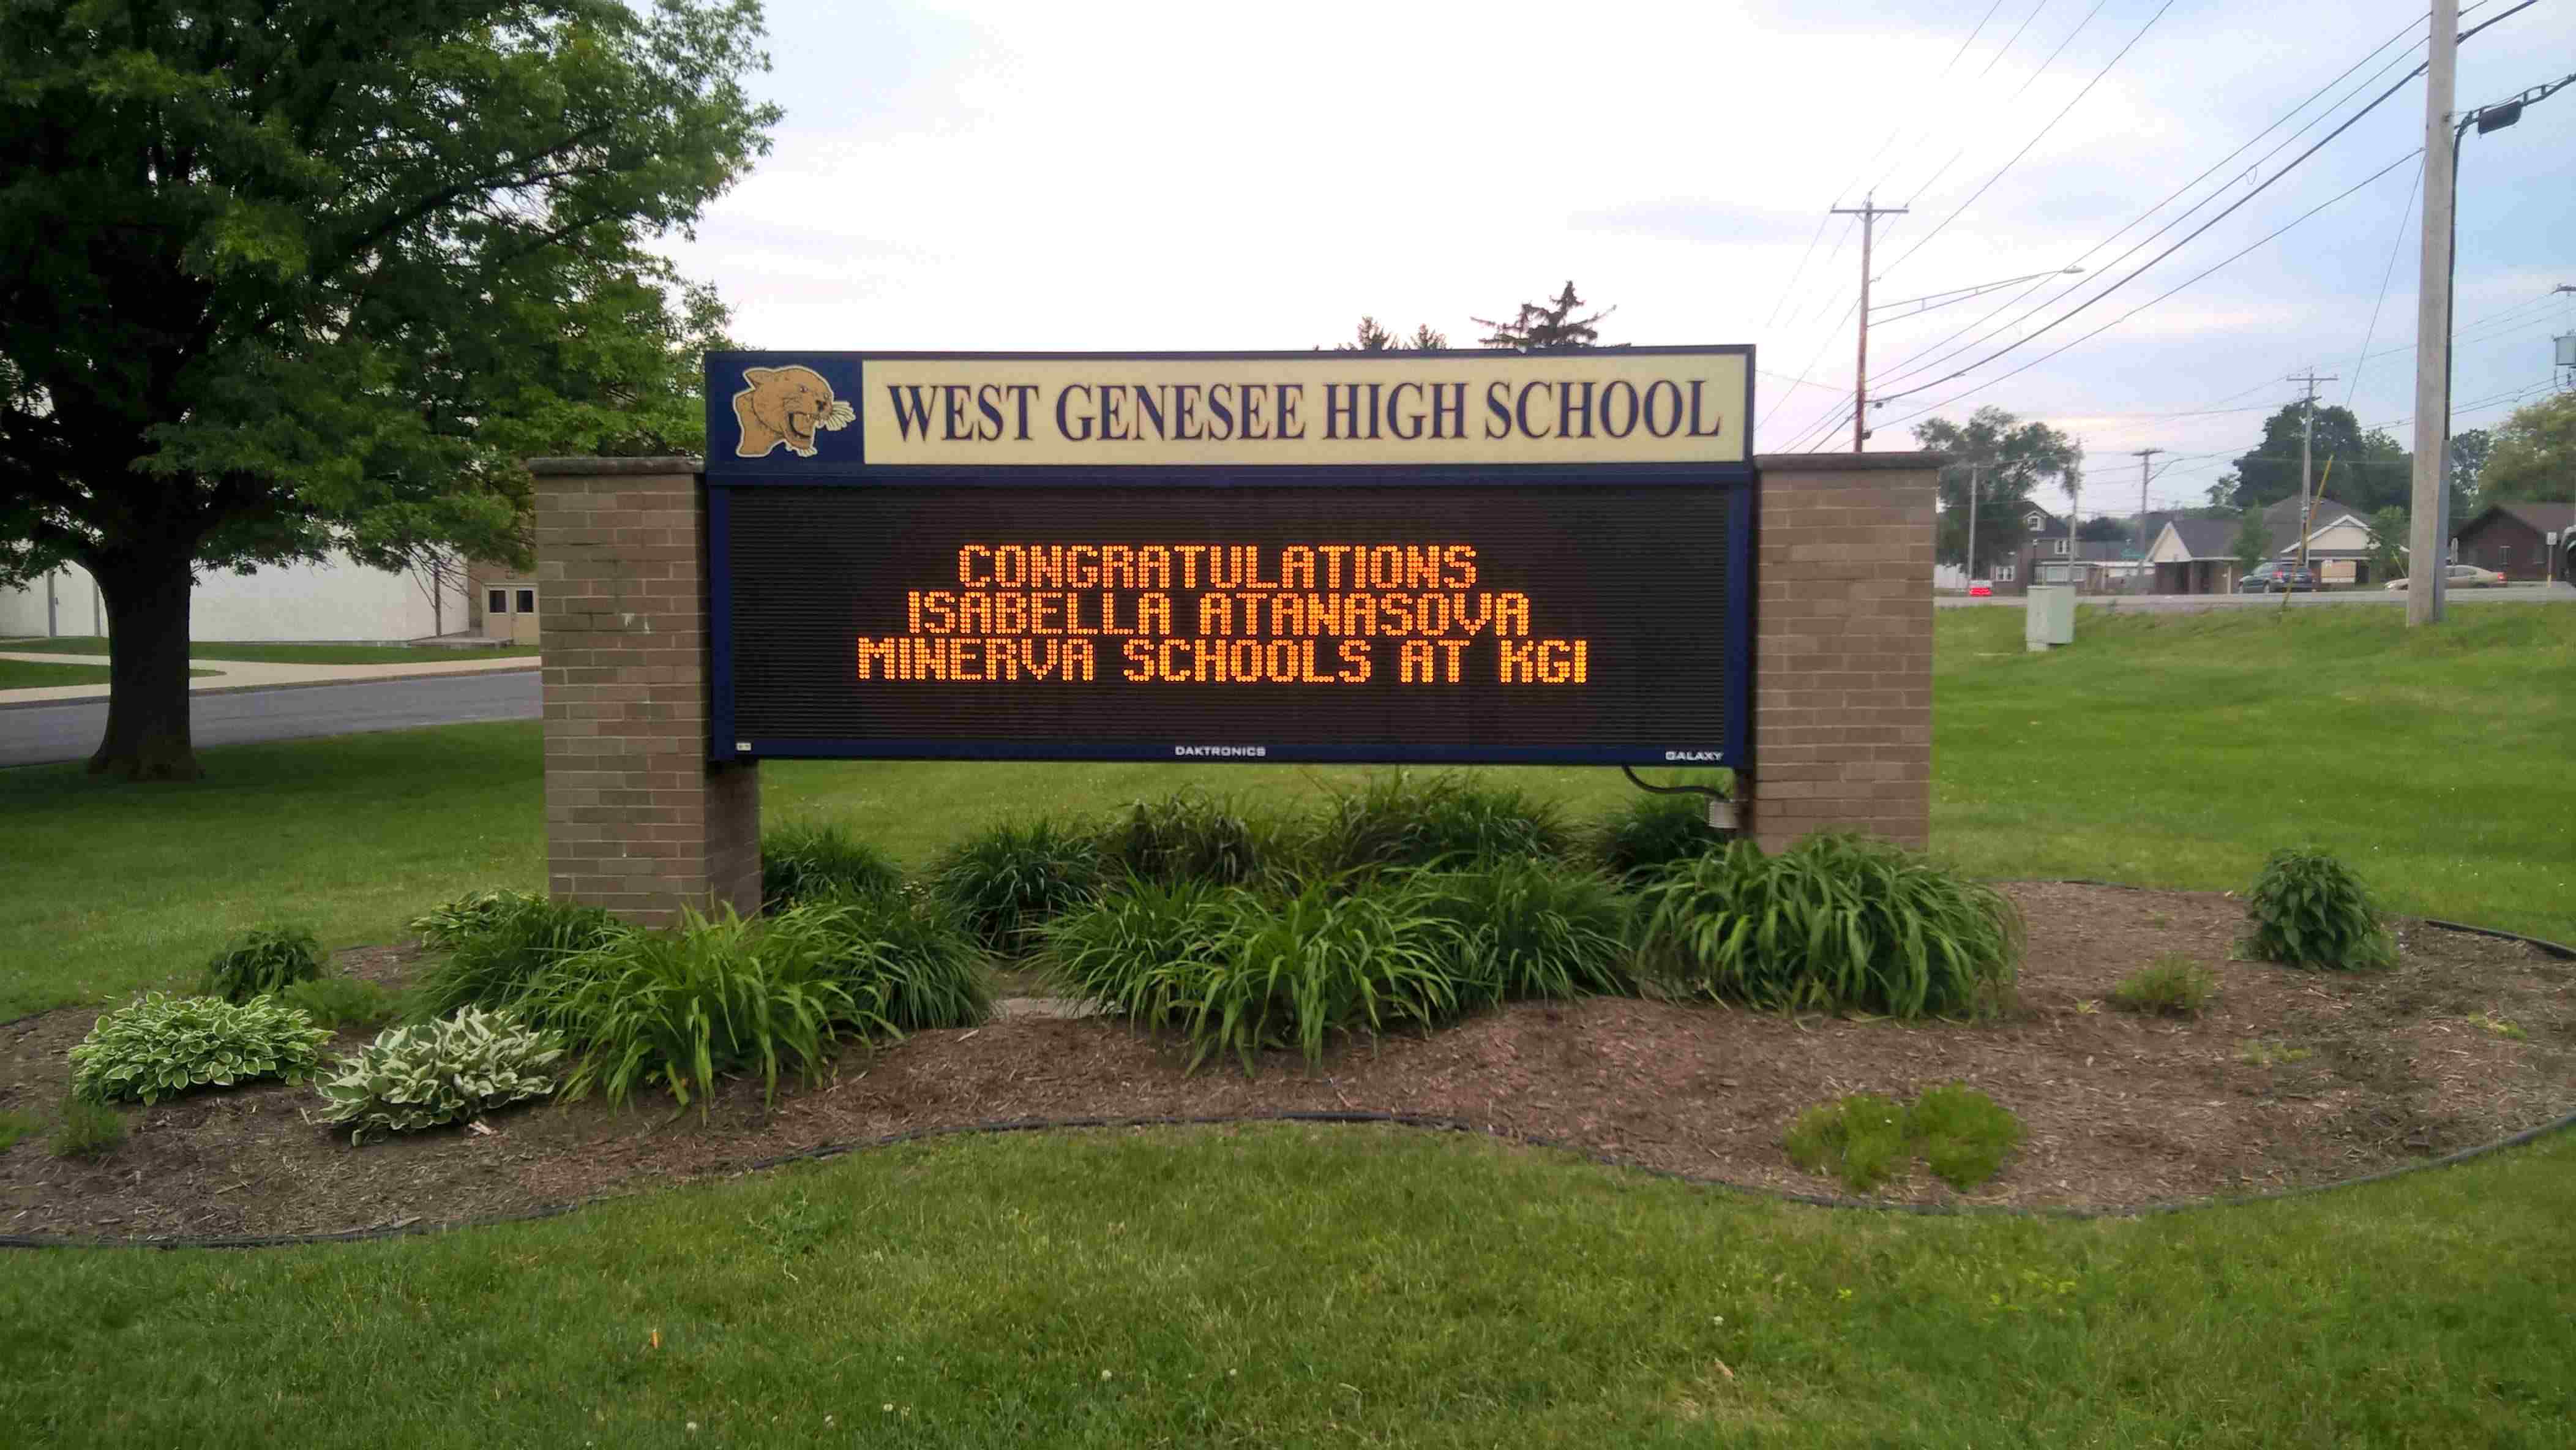 WEST GENESEE HIGH SCHOOL
CONGRATULATIONS
ISABELLA ATANASOVA
MINERVA SCHOOLS AT KGI
DAKTRONICS
GALAXY